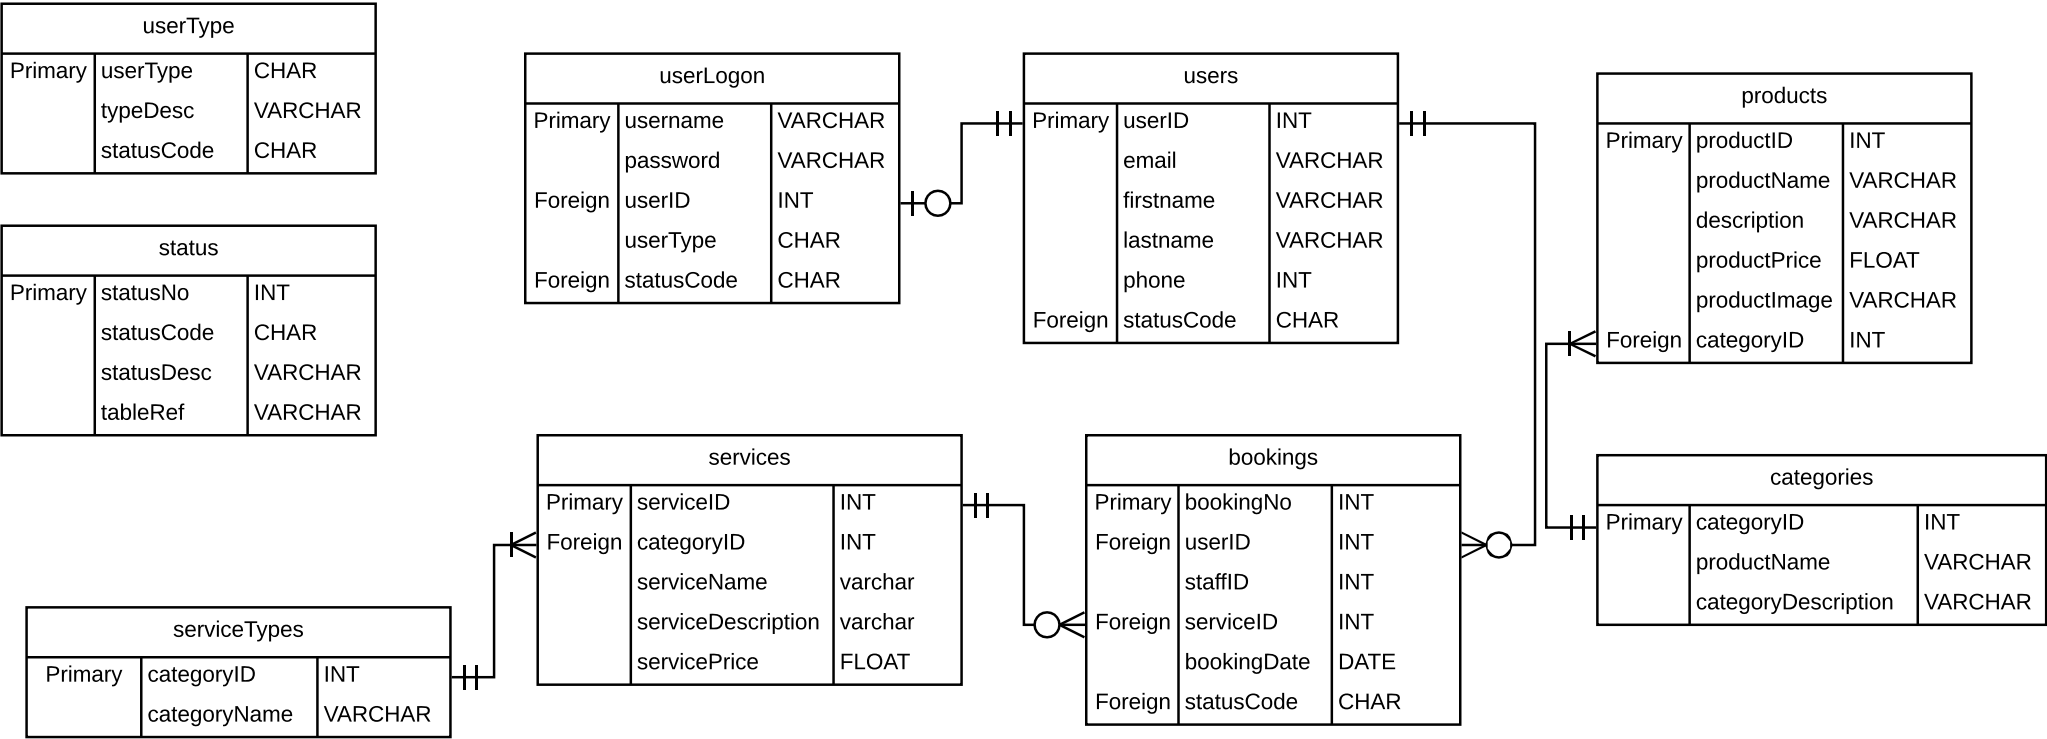 userType
Primary userType CHAR
typeDesc VARCHAR
statusCode CHAR
status
Primary statusNo INT
statusCode CHAR
statusDesc VARCHAR
tableRef VARCHAR
userLogon
Primary username VARCHAR
password VARCHAR
Foreign userID INT
userType CHAR
Foreign statusCode CHAR
users
Primary userID INT
email VARCHAR
firstname VARCHAR
lastname VARCHAR
phone INT
Foreign statusCode CHAR
products
Primary productID INT
productName VARCHAR
description VARCHAR
productPrice FLOAT
productImage VARCHAR
Foreign categoryID INT
serviceTypes
Primary categoryID INT
categoryName VARCHAR
services
Primary serviceID INT
Foreign categoryID INT
serviceName varchar
serviceDescription varchar
servicePrice FLOAT
bookings
Primary bookingNo INT
Foreign userID INT
staffID INT
Foreign serviceID INT
bookingDate DATE
Foreign statusCode CHAR
categories
Primary categoryID INT
productName VARCHAR
categoryDescription VARCHAR